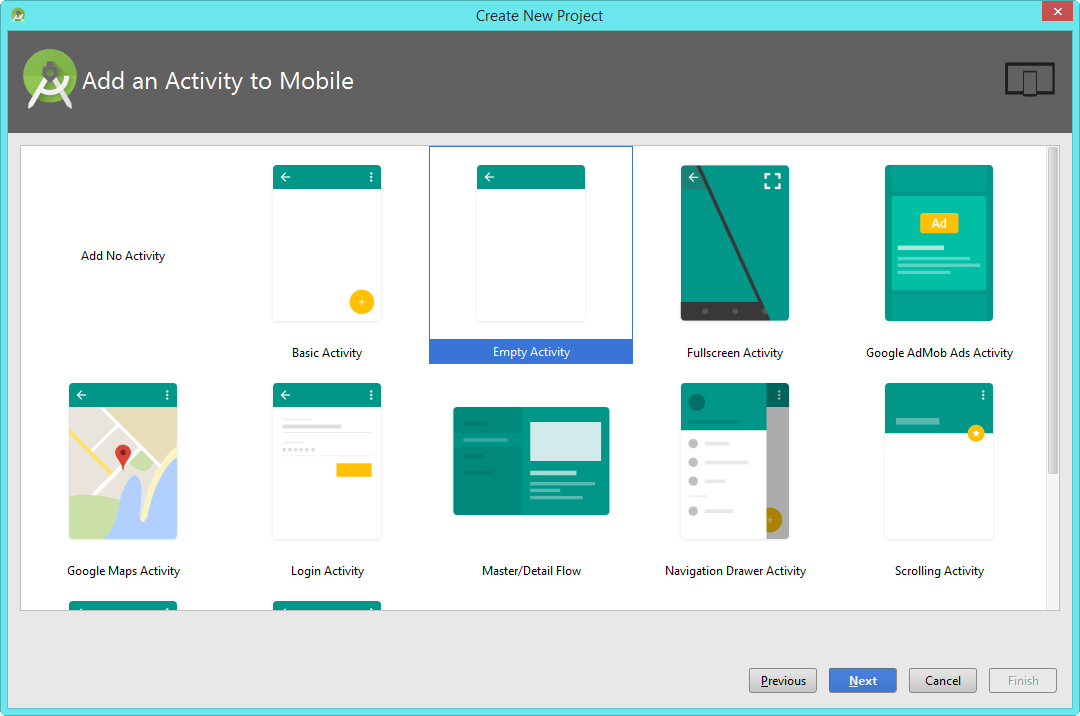 Create New Project
Add an Activity to Mobile
Add No Activity
Basic Activity
Empty Activity
Fullscreen Activity
Ad
Google AdMob Ads Activity
Google Maps Activity
Login Activity
Master/Detail Flow
Navigation Drawer Activity
Scrolling Activity
Previous
Next
Cancel
Finish